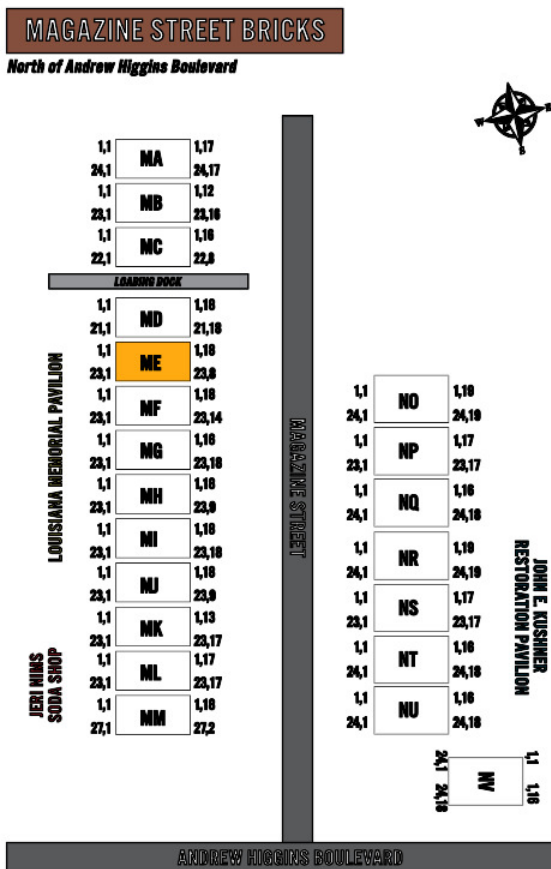 MAGAZINE STREET BRICKS
North of Andrew Higgins Boulevard
N
W
E
S
1,1 MA 1,17
24,1 24,17
1,1 MB 1,12
23,1 23,16
1,1 MC 1,16
22,1 22,8
LOADING DOCK
1,1 MD 1,18
21,1 21,18
1,1 ME 1,18
23,1 23,8
1,1 MF 1,18
23,1 23,14
1,1 MG 1,16
23,1 23,18
1,1 MH 1,18
23,1 23,9
1,1 MI 1,18
23,1 23,18
1,1 MJ 1,18
23,1 23,9
1,1 MK 1,13
23,1 23,17
1,1 ML 1,17
23,1 23,17
1,1 MM 1,18
27,1 27,2
LOUISIANA MEMORIAL PAVILION
JERI NIMS
SODA SHOP
MAGAZINE STREET
1,1 NO 1,19
24,1 24,19
1,1 NP 1,17
23,1 23,17
1,1 NQ 1,16
24,1 24,18
1,1 NR 1,19
24,1 24,19
1,1 NS 1,17
23,1 23,17
1,1 NT 1,16
24,1 24,18
1,1 NU 1,16
24,1 24,18
1,1 NV 1,16
24,1 24,18
JOHN E. KUSHNER
RESTORATION PAVILION
ANDREW HIGGINS BOULEVARD